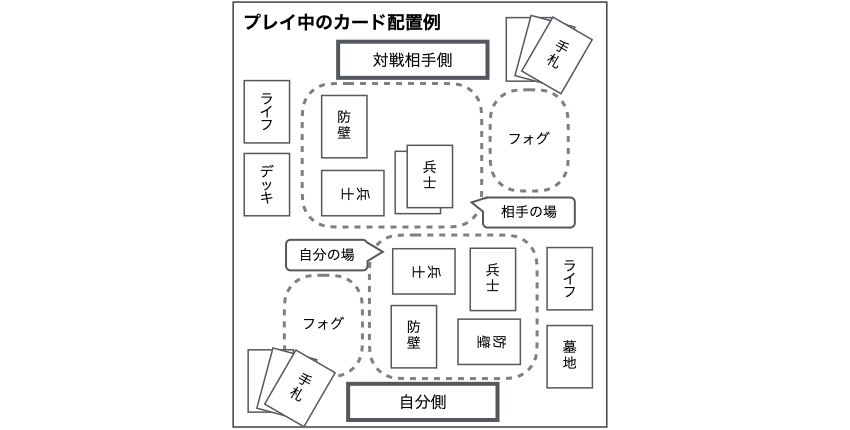 プレイ中のカード配置例
対戦相手側
手札
ライフ
防壁
フォグ
デッキ
兵士
兵士
相手の場
自分の場
兵士
兵士
ライフ
フォグ
防壁
防壁
墓地
手札
自分側